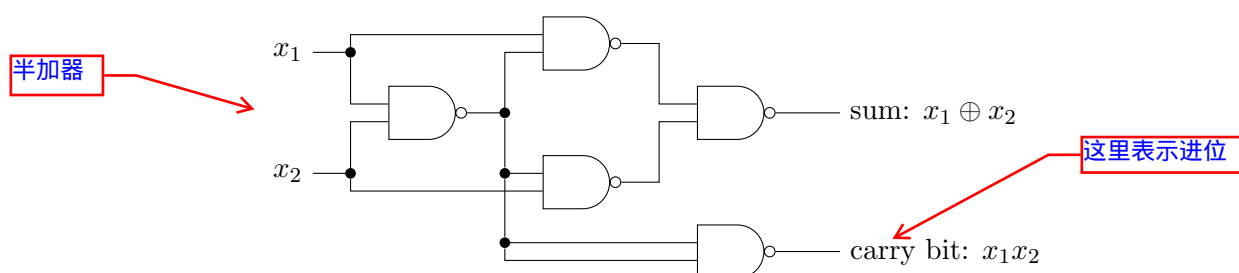 x₁
半加器
sum: x₁ ⊕ x₂
这里表示进位
x₂
carry bit: x₁x₂